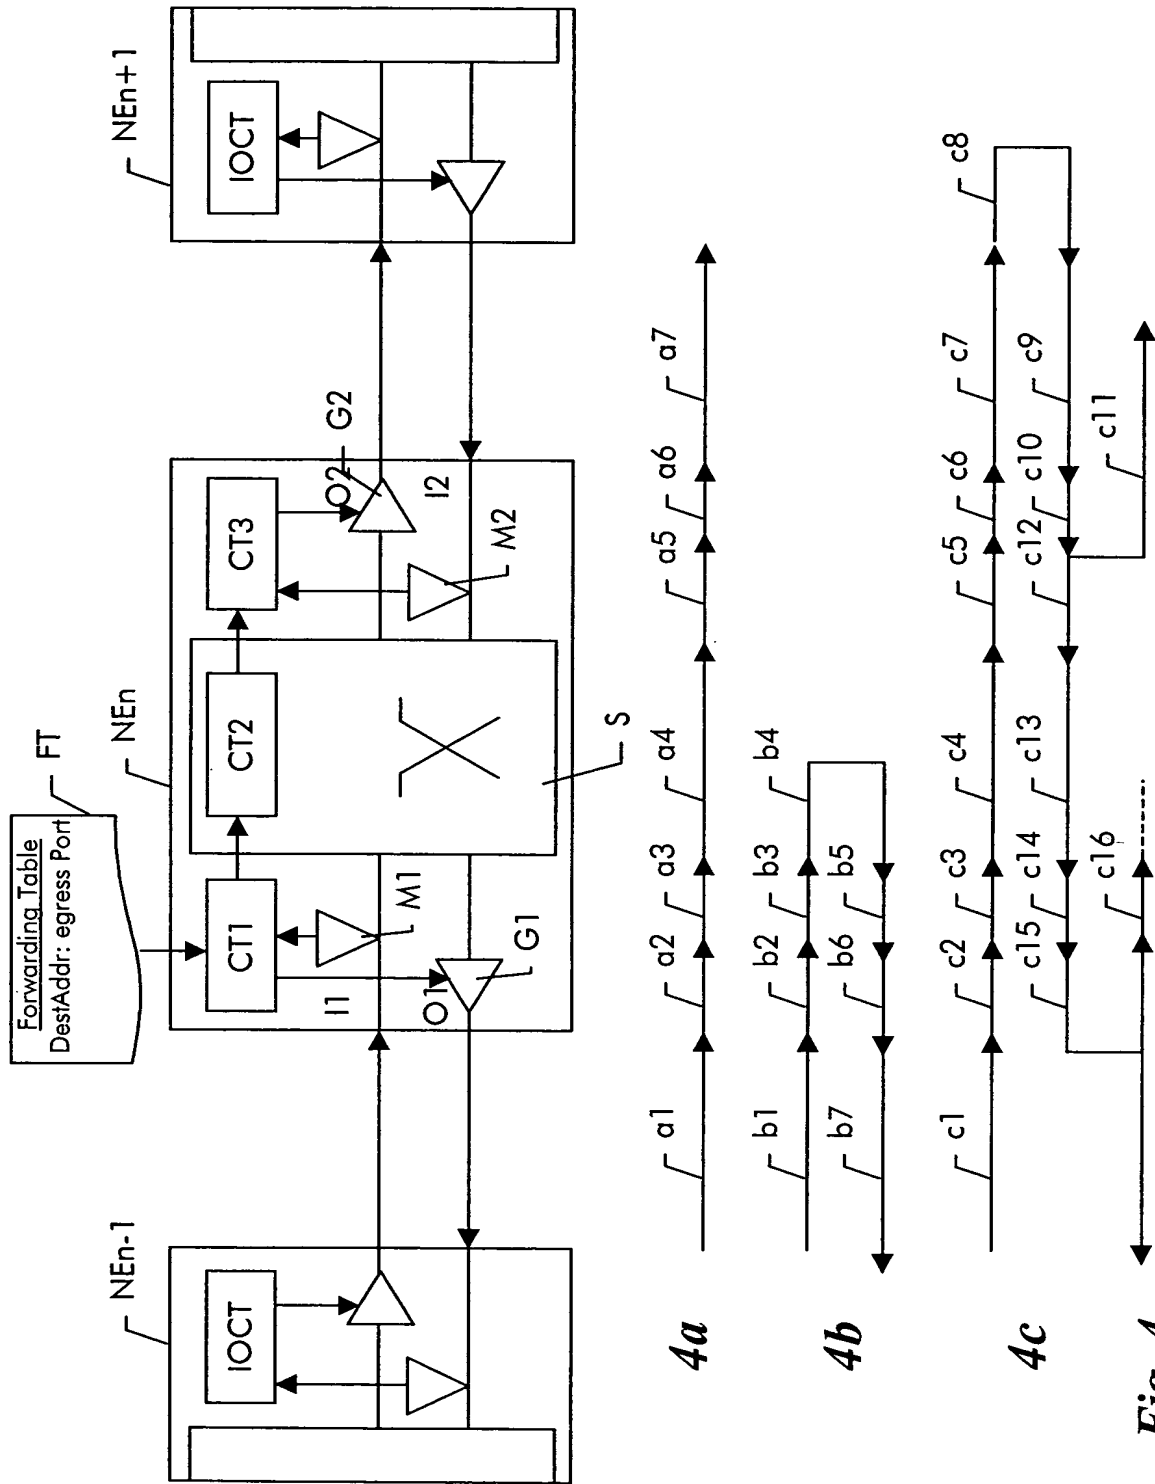 FT
Forwarding Table
DestAddr: egress Port
NEn-1
NEn
NEn+1
IOCT
CT1
CT2
CT3
IOCT
I1
M1
O1
G1
S
O2
G2
I2
M2
4a
a1
a2
a3
a4
a5
a6
a7
4b
b1
b2
b3
b4
b7
b6
b5
4c
c1
c2
c3
c4
c5
c6
c7
c8
c15
c14
c13
c12
c10
c9
c16
c11